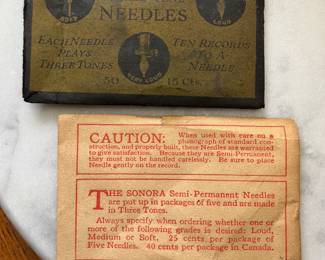 SOFT
LOUD
NEEDLES
EACH NEEDLE
PLAYS
THREE TONES
TEN RECORDS
TO A
NEEDLE
VERY LOUD
50
15 CTS.
CAUTION: When used with care on a
phonograph of standard con-
struction, and properly built, these Needles are warranted
to give satisfaction. Because they are Semi-Permanent,
they must not be handled carelessly. Be sure to place
Needle gently on the record.
THE SONORA Semi-Permanent Needles
are put up in packages of five and are made
in Three Tones.
Always specify when ordering whether one or
more of the following grades is desired: Loud,
Medium or Soft, 25 cents per package of
Five Needles. 40 cents per package in Canada.